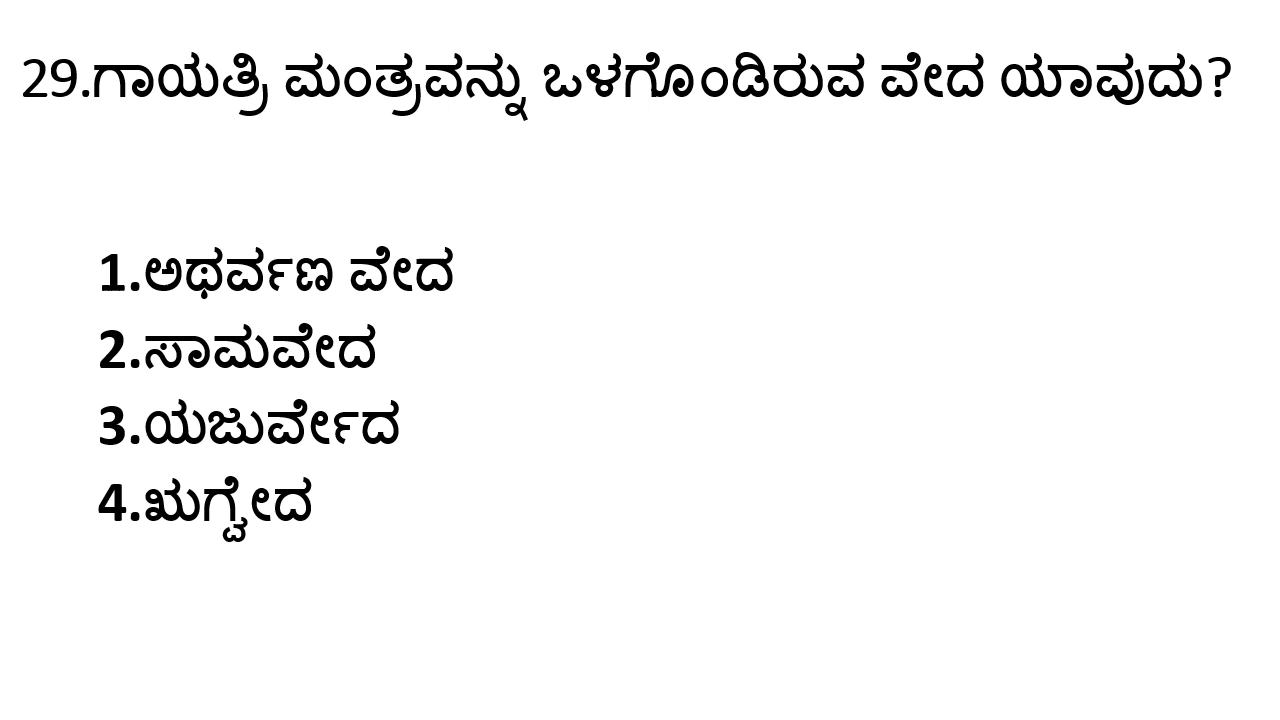 29.ಗಾಯತ್ರಿ ಮಂತ್ರವನ್ನು ಒಳಗೊಂಡಿರುವ ವೇದ ಯಾವುದು?
1.ಅಥರ್ವಣ ವೇದ
2.ಸಾಮವೇದ
3.ಯಜುರ್ವೇದ
4.ಋಗ್ವೇದ